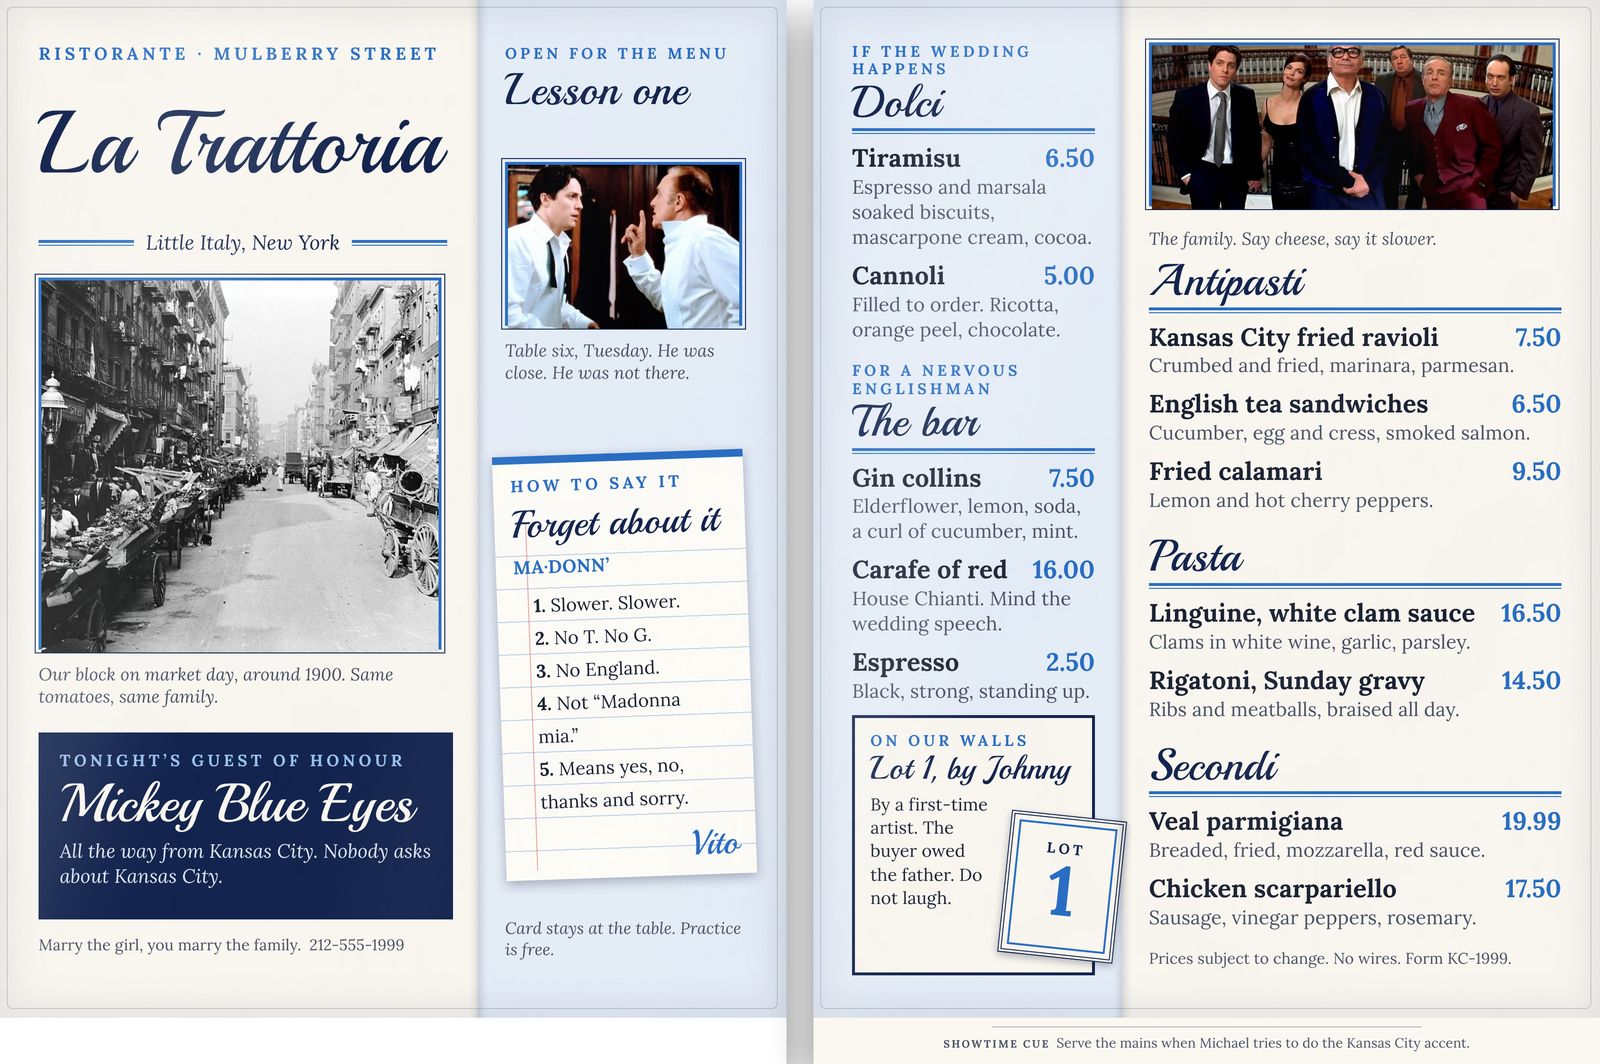 RISTORANTE · MULBERRY STREET
La Trattoria
Little Italy, New York
Our block on market day, around 1900. Same
tomatoes, same family.
TONIGHT’S GUEST OF HONOUR
Mickey Blue Eyes
All the way from Kansas City. Nobody asks
about Kansas City.
Marry the girl, you marry the family. 212-555-1999
OPEN FOR THE MENU
Lesson one
Table six, Tuesday. He was
close. He was not there.
HOW TO SAY IT
Forget about it
MA·DONN’
1. Slower. Slower.
2. No T. No G.
3. No England.
4. Not “Madonna
mia.”
5. Means yes, no,
thanks and sorry.
Vito
Card stays at the table. Practice
is free.
IF THE WEDDING
HAPPENS
Dolci
Tiramisu 6.50
Espresso and marsala
soaked biscuits,
mascarpone cream, cocoa.
Cannoli 5.00
Filled to order. Ricotta,
orange peel, chocolate.
FOR A NERVOUS
ENGLISHMAN
The bar
Gin collins 7.50
Elderflower, lemon, soda,
a curl of cucumber, mint.
Carafe of red 16.00
House Chianti. Mind the
wedding speech.
Espresso 2.50
Black, strong, standing up.
ON OUR WALLS
Lot 1, by Johnny
By a first-time
artist. The
buyer owed
the father. Do
not laugh.
LOT
1
The family. Say cheese, say it slower.
Antipasti
Kansas City fried ravioli 7.50
Crumbed and fried, marinara, parmesan.
English tea sandwiches 6.50
Cucumber, egg and cress, smoked salmon.
Fried calamari 9.50
Lemon and hot cherry peppers.
Pasta
Linguine, white clam sauce 16.50
Clams in white wine, garlic, parsley.
Rigatoni, Sunday gravy 14.50
Ribs and meatballs, braised all day.
Secondi
Veal parmigiana 19.99
Breaded, fried, mozzarella, red sauce.
Chicken scarpariello 17.50
Sausage, vinegar peppers, rosemary.
Prices subject to change. No wires. Form KC-1999.
SHOWTIME CUE Serve the mains when Michael tries to do the Kansas City accent.